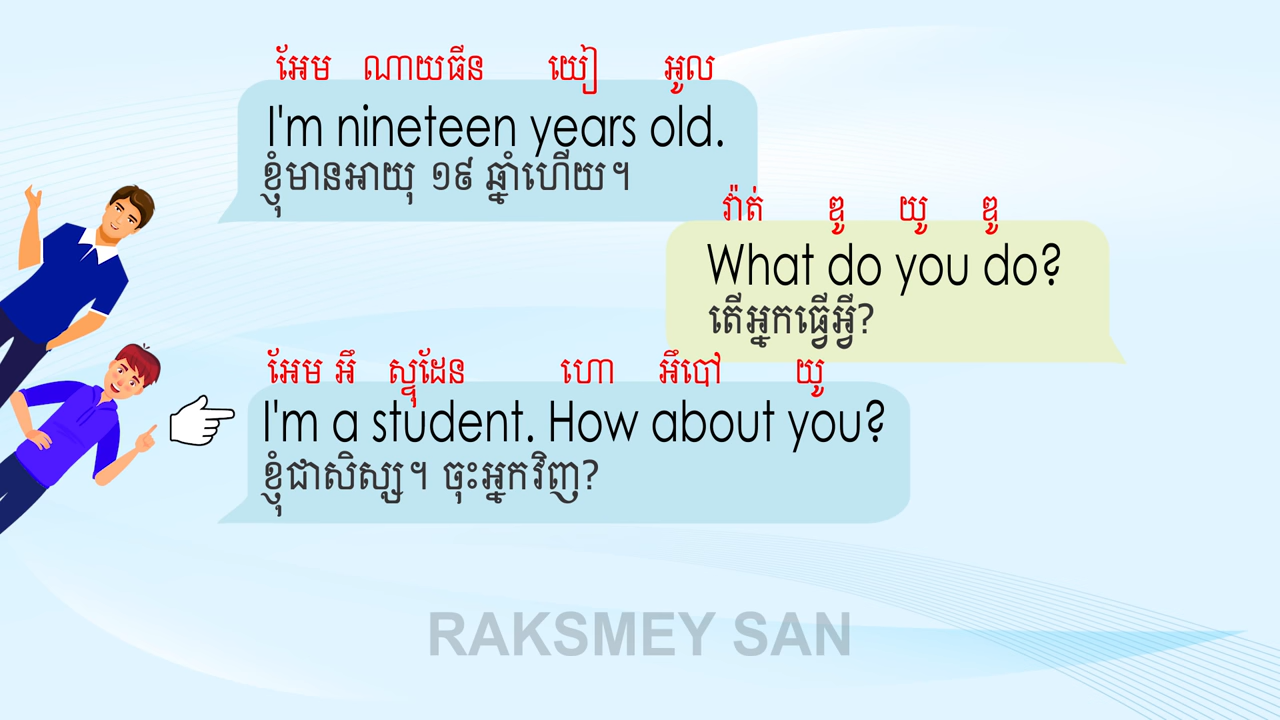 អែម ណាយធីន យៀ អូល
I'm nineteen years old.
ខ្ញុំមានអាយុ ១៩ ឆ្នាំហើយ។
វ៉ាត់ ឌូ យូ ឌូ
What do you do?
តើអ្នកធ្វើអ្វី?
អែម អឹ ស្ទុដែន ហោ អឹបៅ យូ
I'm a student. How about you?
ខ្ញុំជាសិស្ស។ ចុះអ្នកវិញ?
RAKSMEY SAN